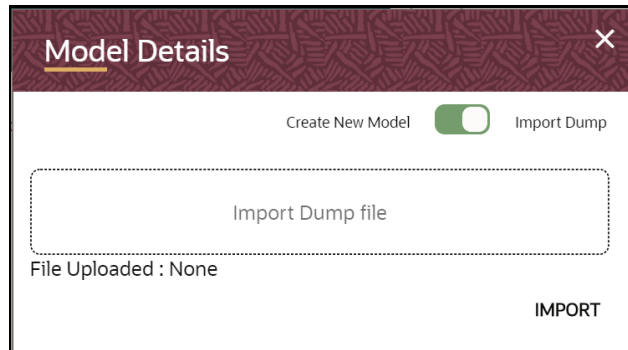 Model Details
Create New Model Import Dump
Import Dump file
File Uploaded : None
IMPORT